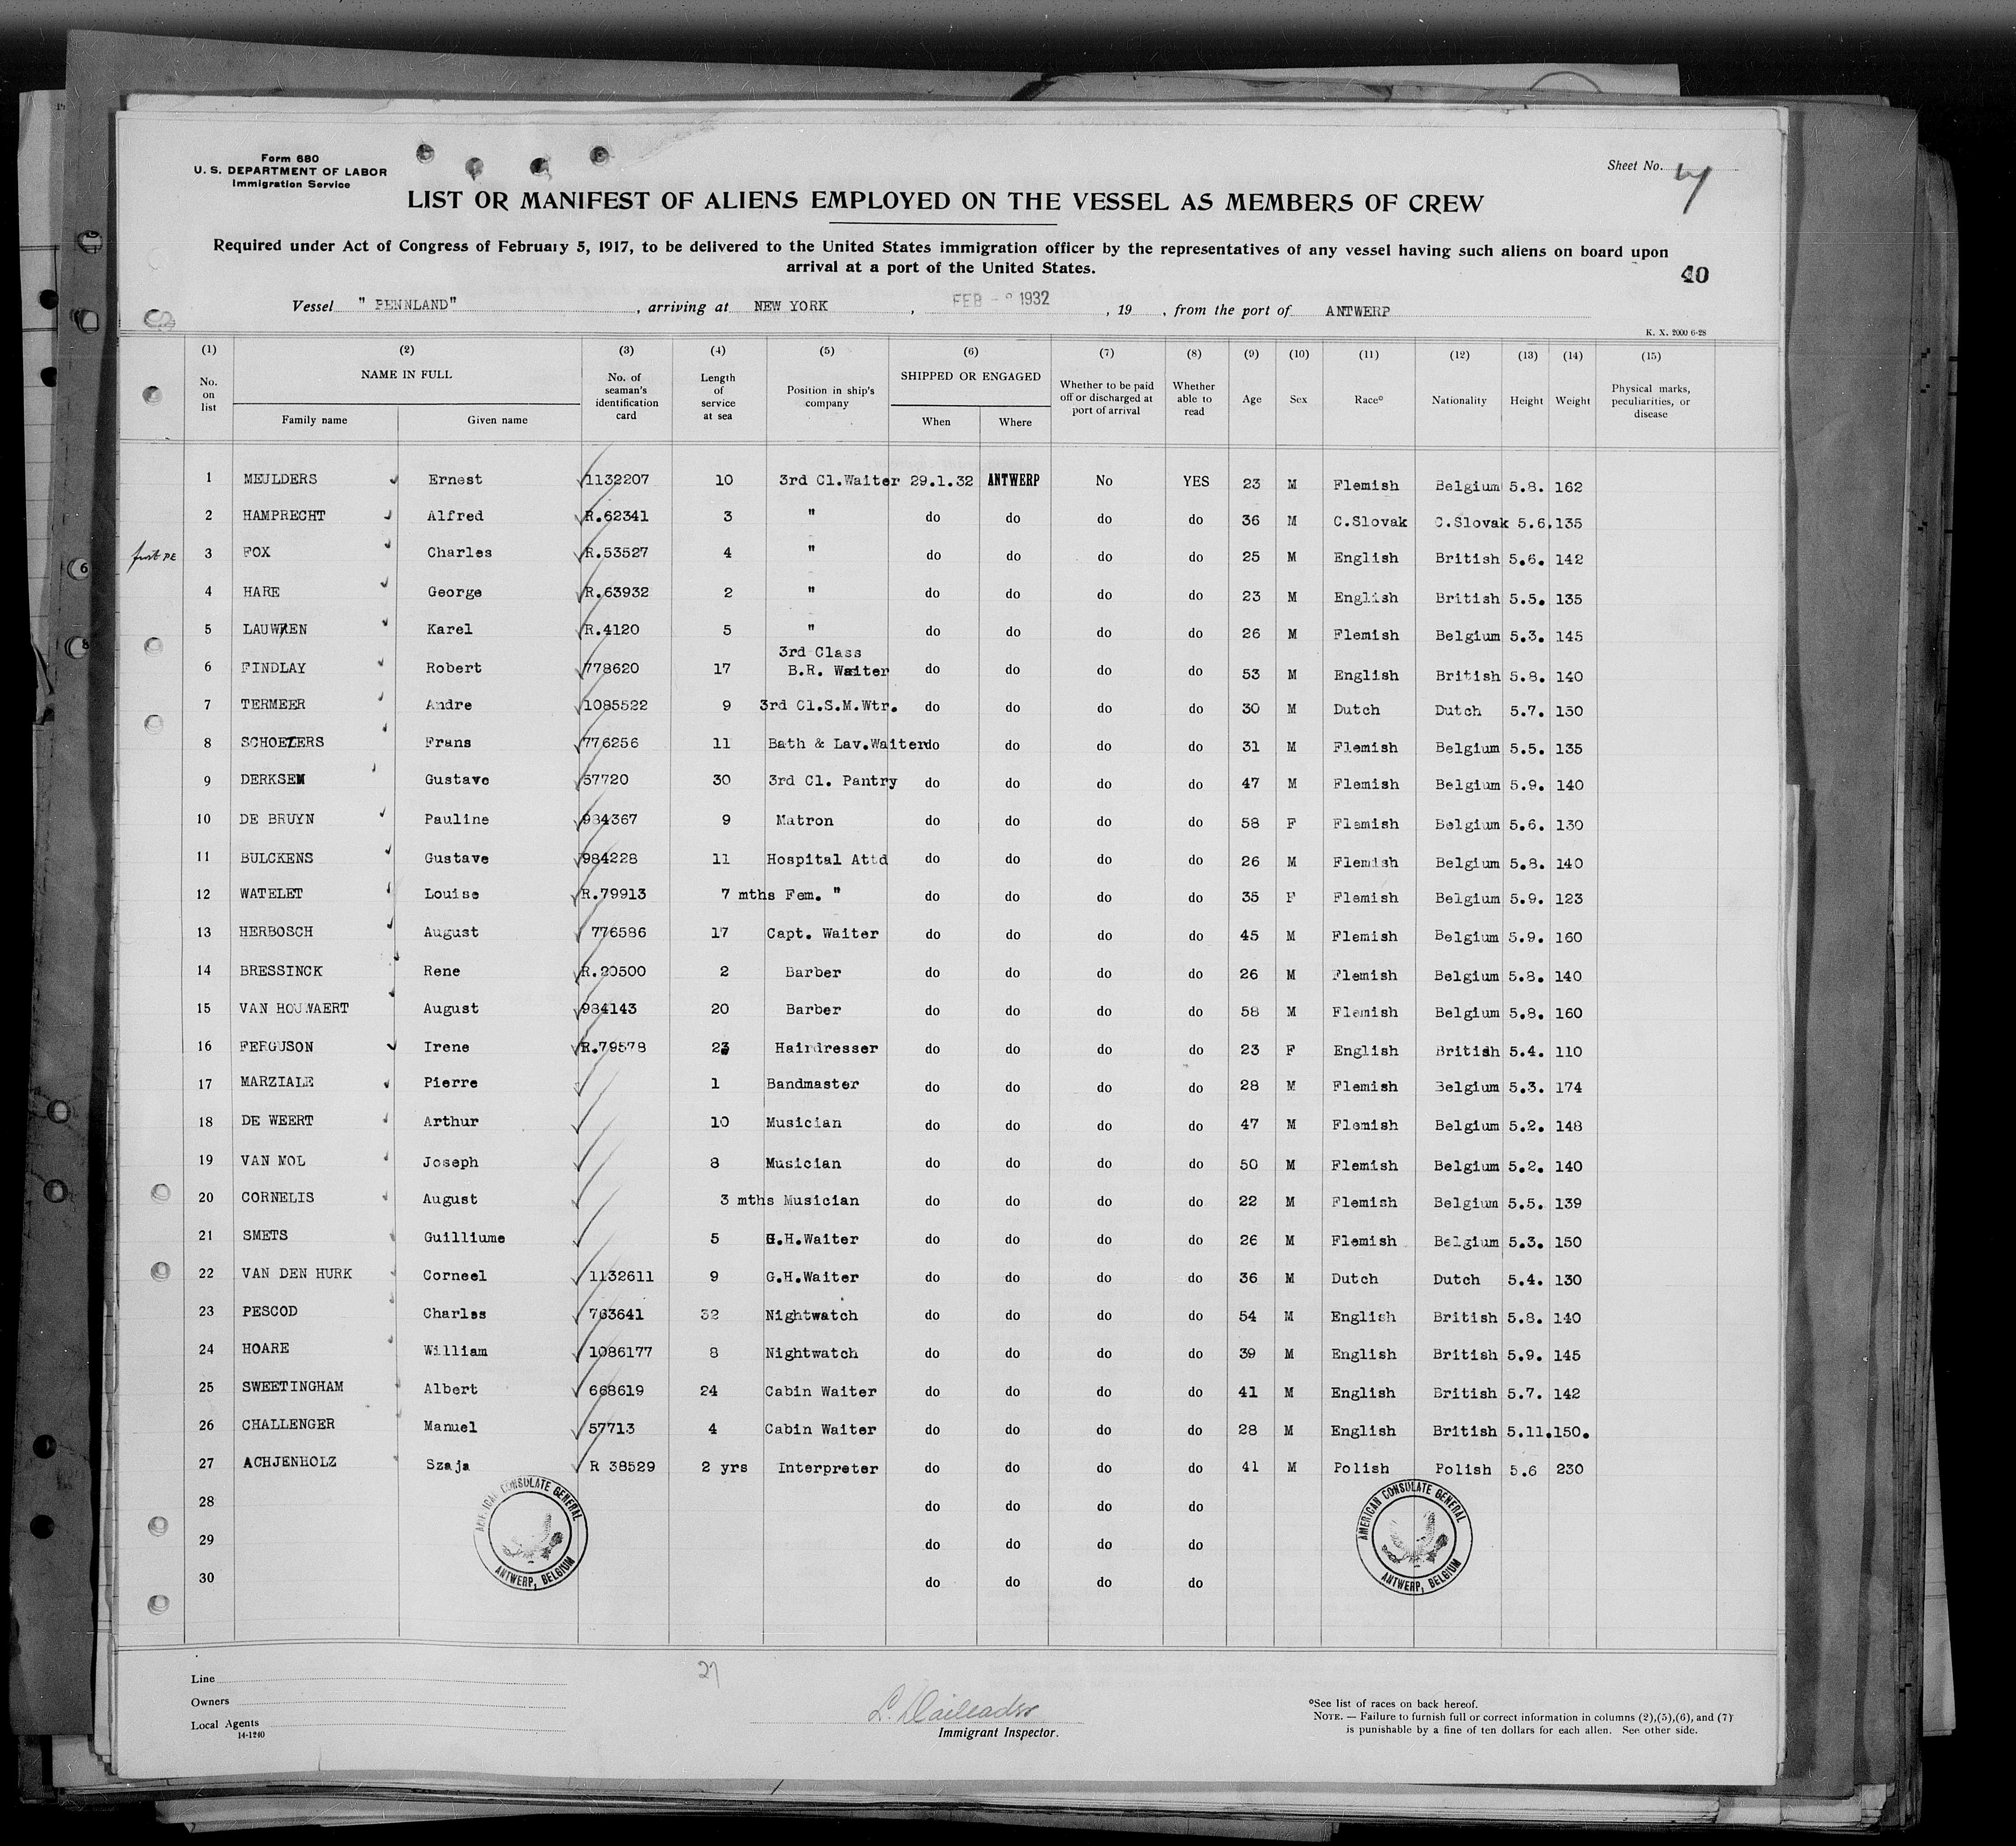 Form 680
U. S. DEPARTMENT OF LABOR
Immigration Service
Sheet No.
LIST OR MANIFEST OF ALIENS EMPLOYED ON THE VESSEL AS MEMBERS OF CREW
Required under Act of Congress of February 5, 1917, to be delivered to the United States immigration officer by the representatives of any vessel having such aliens on board upon
arrival at a port of the United States.
40
Vessel " PENNLAND" , arriving at NEW YORK , FEB - 1932 , 19 , from the port of ANTWERP
K. X. 2000 6-28
(1) (2) (3) (4) (5) (6) (7) (8) (9) (10) (11) (12) (13) (14) (15)
No. on list NAME IN FULL Family name Given name No. of seaman's identification card Length of service at sea Position in ship's company SHIPPED OR ENGAGED When Where Whether to be paid off or discharged at port of arrival Whether able to read Age Sex Race° Nationality Height Weight Physical marks, peculiarities, or disease
1 MEULDERS Ernest 1132207 10 3rd Cl.Waiter 29.1.32 ANTWERP No YES 23 M Flemish Belgium 5.8. 162
2 HAMPRECHT Alfred R.62341 3 " do do do do 36 M C.Slovak C.Slovak 5.6. 135
first 3 FOX Charles R.53527 4 " do do do do 25 M English British 5.6. 142
4 HARE George R.63932 2 " do do do do 23 M English British 5.5. 135
5 Karel R.4120 5 " do do do do 26 M Flemish Belgium 5.3. 145
6 FINDLAY Robert 778620 17 3rd Class B.R. Waiter do do do do 53 M English British 5.8. 140
7 TERMEER Andre 1085522 9 3rd Cl.S.M.Wtr. do do do do 30 M Dutch Dutch 5.7. 150
8 Frans 776256 11 Bath & Lav.Waiter do do do do 31 M Flemish Belgium 5.5. 135
9 DERKSEN Gustave 57720 30 3rd Cl. Pantry do do do do 47 M Flemish Belgium 5.9. 140
10 DE BRUYN Pauline 984367 9 Matron do do do do 58 F Flemish Belgium 5.6. 130
11 BULCKENS Gustave 984228 11 Hospital Attd do do do do 26 M Flemish Belgium 5.8. 140
12 WATELET Louise R.79913 7 mths Fem. " do do do do 35 F Flemish Belgium 5.9. 123
13 HERBOSCH August 776586 17 Capt. Waiter do do do do 45 M Flemish Belgium 5.9. 160
14 BRESSINCK Rene R.20500 2 Barber do do do do 26 M Flemish Belgium 5.8. 140
15 VAN HOUWAERT August 984143 20 Barber do do do do 58 M Flemish Belgium 5.8. 160
16 FERGUSON Irene R.79578 Hairdresser do do do do 23 F English British 5.4. 110
17 MARZIALE Pierre 1 Bandmaster do do do do 28 M Flemish Belgium 5.3. 174
18 DE WEERT Arthur 10 Musician do do do do 47 M Flemish Belgium 5.2. 148
19 VAN MOL Joseph 8 Musician do do do do 50 M Flemish Belgium 5.2. 140
20 CORNELIS August 3 mths Musician do do do do 22 M Flemish Belgium 5.5. 139
21 SMETS Guilliume 5 G.H.Waiter do do do do 26 M Flemish Belgium 5.3. 150
22 VAN DEN HURK Corneel 1132611 9 G.H.Waiter do do do do 36 M Dutch Dutch 5.4. 130
23 PESCOD Charles 763641 32 Nightwatch do do do do 54 M English British 5.8. 140
24 HOARE William 1086177 8 Nightwatch do do do do 39 M English British 5.9. 145
25 SWEETINGHAM Albert 668619 24 Cabin Waiter do do do do 41 M English British 5.7. 142
26 CHALLENGER Manuel 57713 4 Cabin Waiter do do do do 28 M English British 5.11. 150.
27 ACHJENHOLZ Szaja R 38529 2 yrs Interpreter do do do do 41 M Polish Polish 5.6 230
28 do do do do
29 do do do do
30 do do do do
AMERICAN CONSULATE GENERAL ANTWERP, BELGIUM
AMERICAN CONSULATE GENERAL ANTWERP, BELGIUM
Line
Owners
Local Agents
14-1240
27
Immigrant Inspector.
°See list of races on back hereof.
NOTE. — Failure to furnish full or correct information in columns (2),(5),(6), and (7)
is punishable by a fine of ten dollars for each alien. See other side.